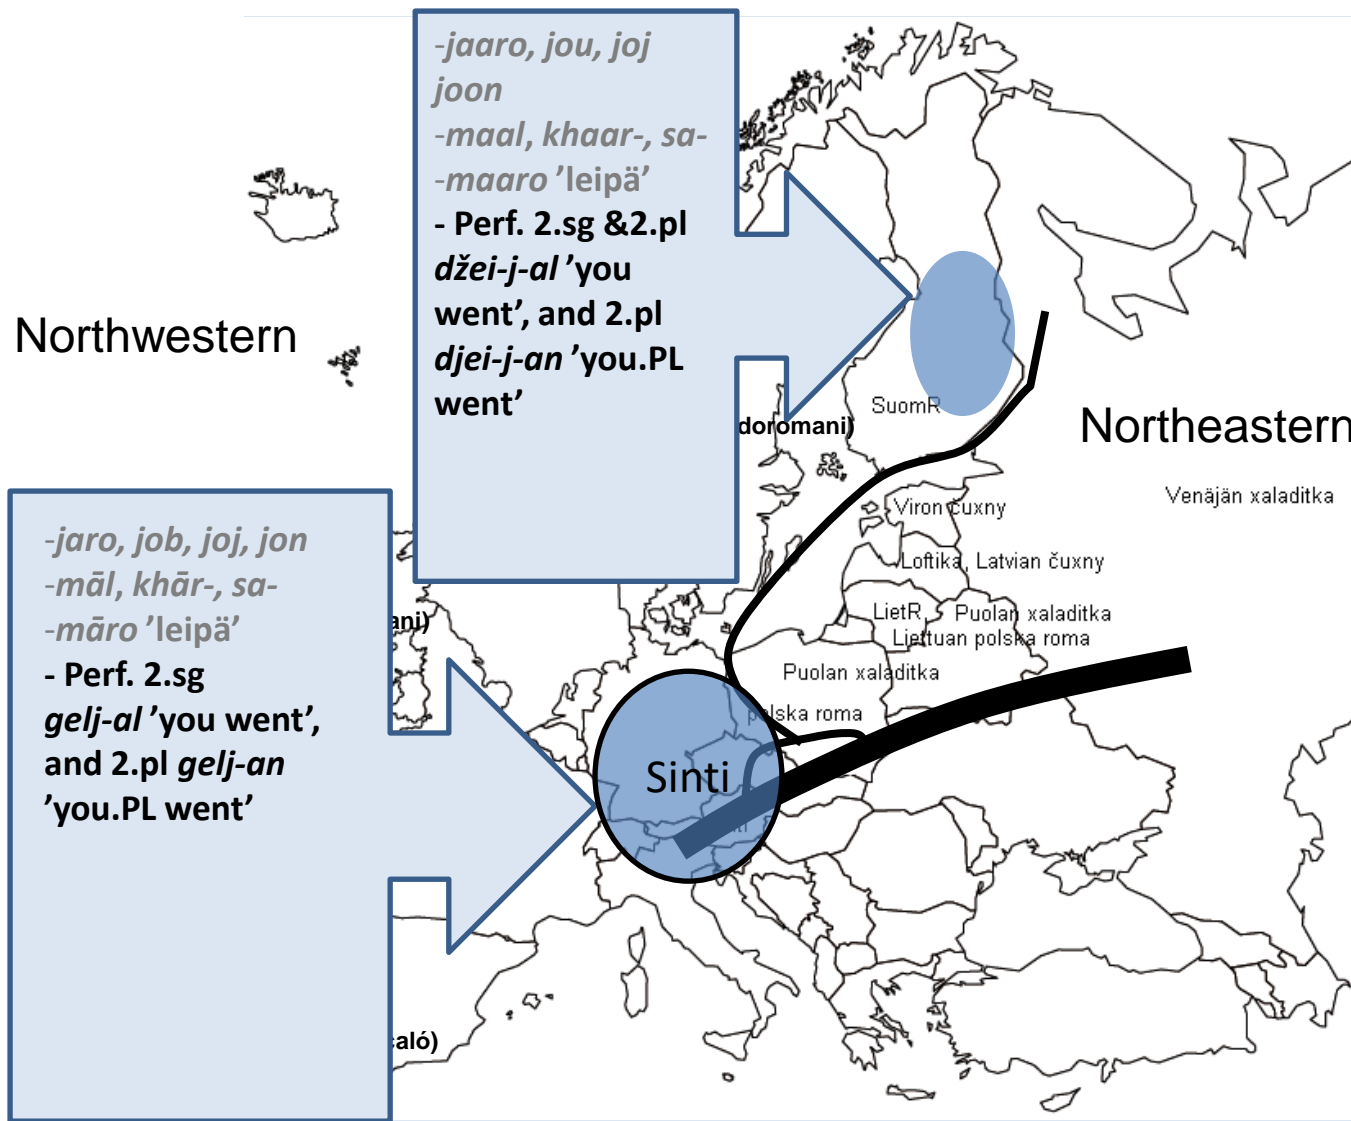 -jaaro, jou, joj
joon
-maal, khaar-, sa-
-maaro ’leipä’
- Perf. 2.sg &2.pl
džei-j-al ’you
went’, and 2.pl
djei-j-an ’you.PL
went’
Northwestern
SuomR
doromani)
Northeastern
Venäjän xaladitka
Viron čuxny
Loftika, Latvian čuxny
LietR
Puolan xaladitka
Liettuan polska roma
Puolan xaladitka
polska roma
-jaro, job, joj, jon
-māl, khār-, sa-
-māro ’leipä’
- Perf. 2.sg
gelj-al ’you went’,
and 2.pl gelj-an
’you.PL went’
ani)
Sinti
aló)